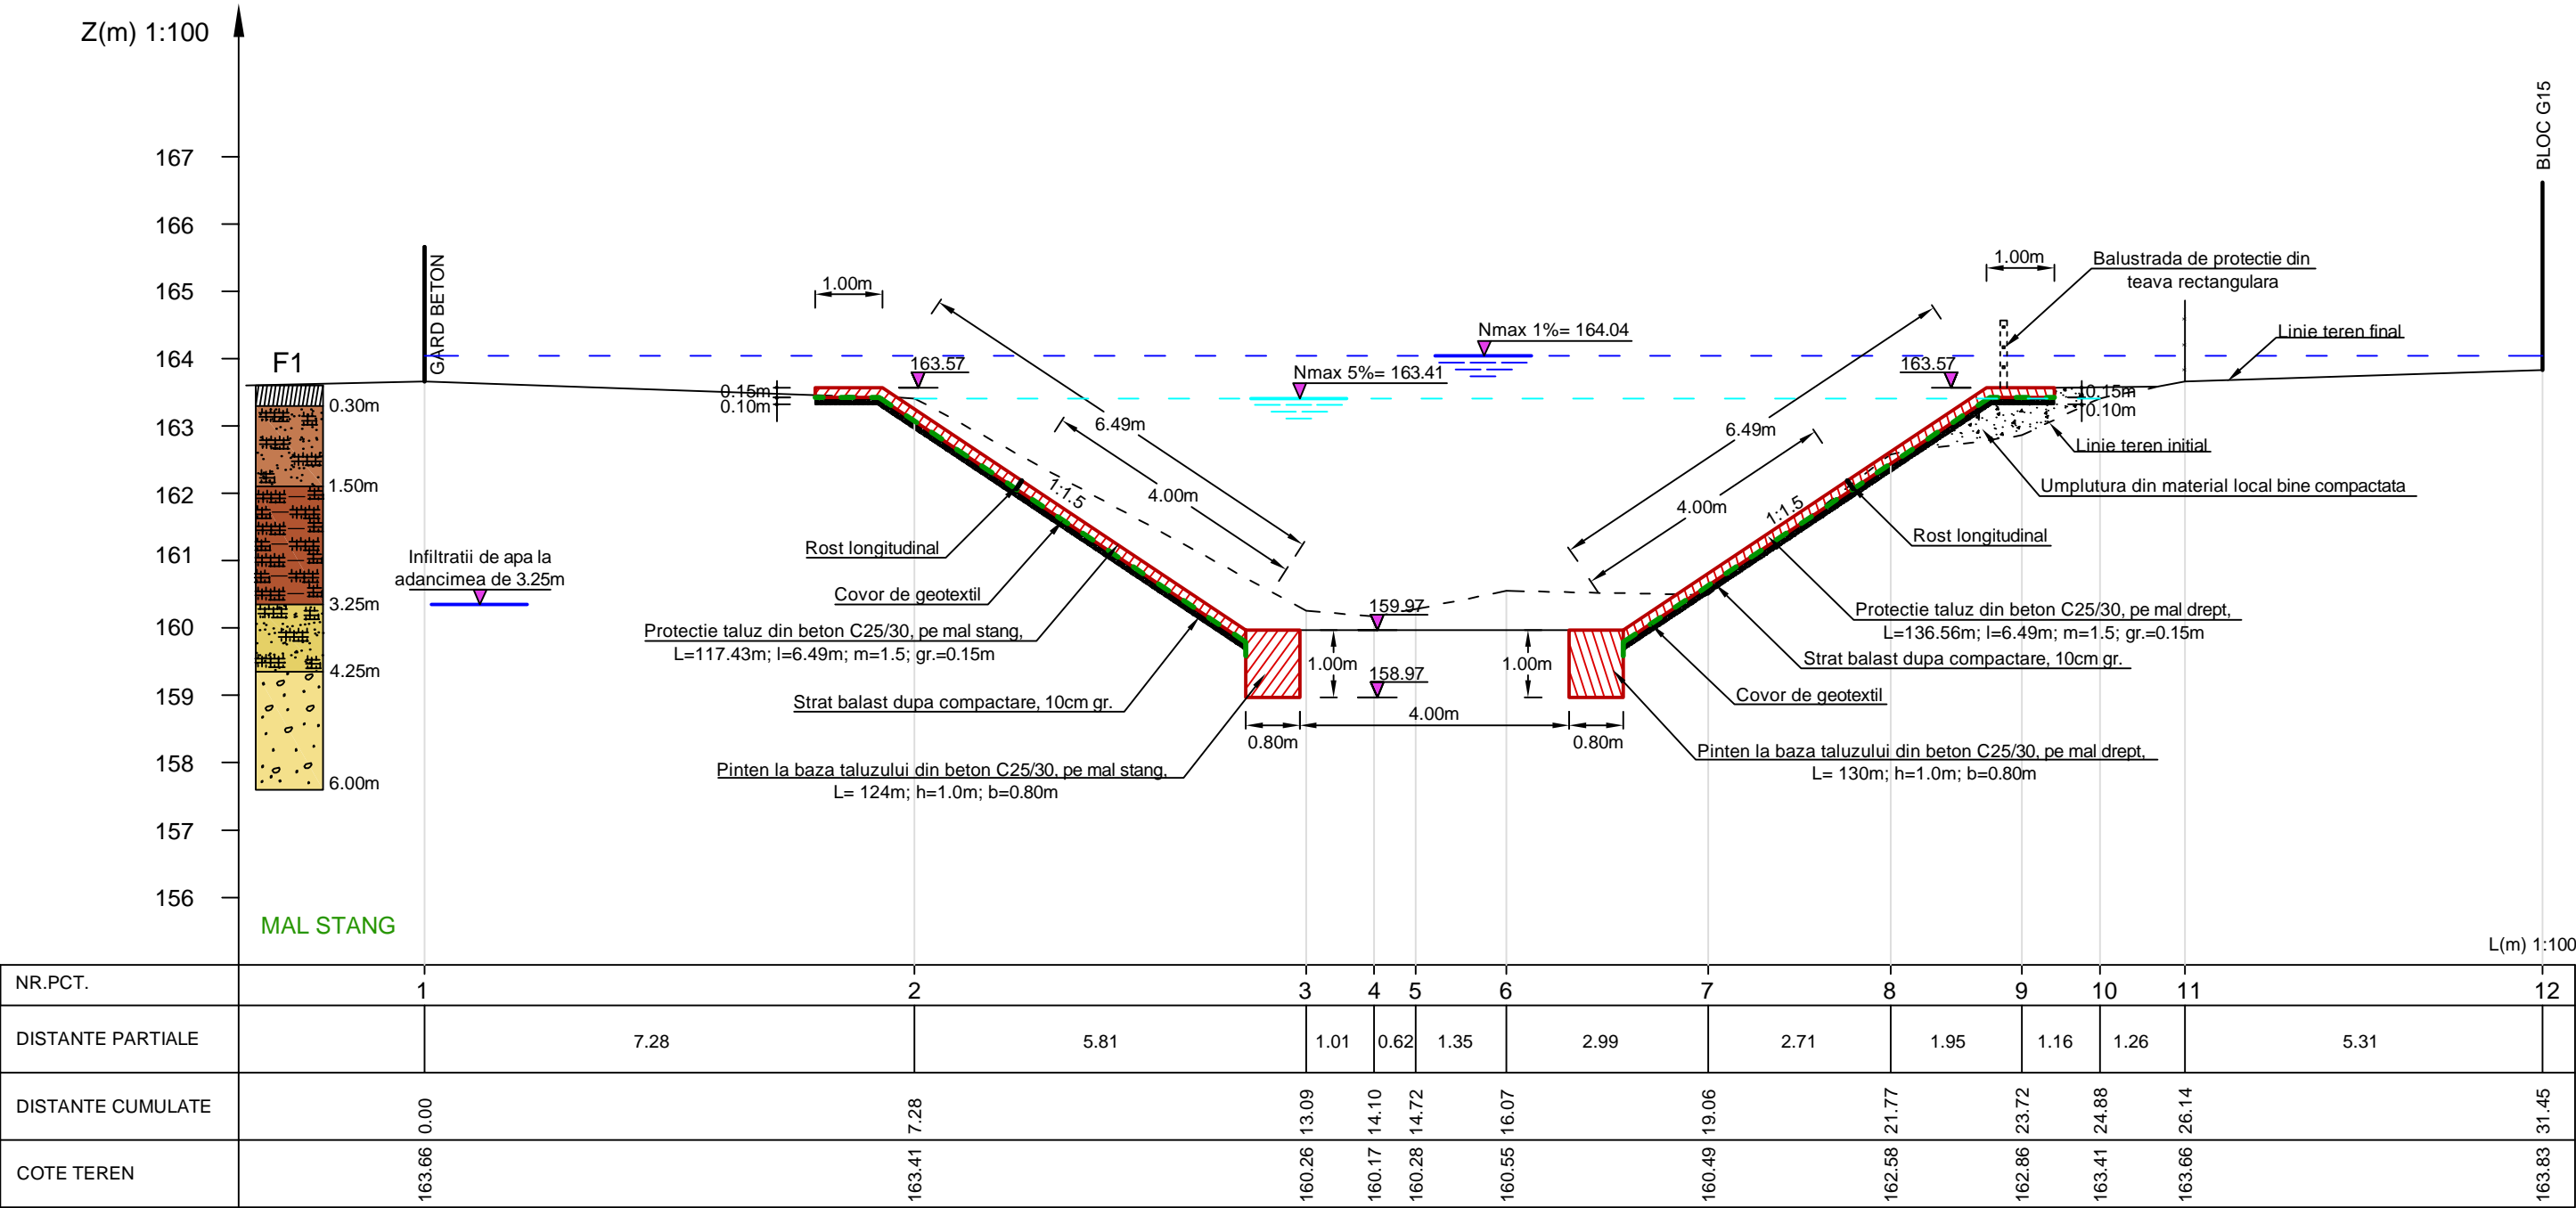 Z(m) 1:100
167
166
165
164
163
162
161
160
159
158
157
156
F1
0.30m
1.50m
3.25m
4.25m
6.00m
MAL STANG
GARD BETON
Infiltratii de apa la
adancimea de 3.25m
1.00m
0.15m
0.10m
163.57
6.49m
4.00m
1:1.5
Rost longitudinal
Covor de geotextil
Protectie taluz din beton C25/30, pe mal stang,
L=117.43m; l=6.49m; m=1.5; gr.=0.15m
Strat balast dupa compactare, 10cm gr.
Pinten la baza taluzului din beton C25/30, pe mal stang,
L= 124m; h=1.0m; b=0.80m
Nmax 1%= 164.04
Nmax 5%= 163.41
159.97
158.97
1.00m
1.00m
0.80m
4.00m
0.80m
6.49m
4.00m
1:1.5
163.57
1.00m
Balustrada de protectie din
teava rectangulara
Linie teren final
0.15m
0.10m
Linie teren initial
Umplutura din material local bine compactata
Rost longitudinal
Protectie taluz din beton C25/30, pe mal drept,
L=136.56m; l=6.49m; m=1.5; gr.=0.15m
Strat balast dupa compactare, 10cm gr.
Covor de geotextil
Pinten la baza taluzului din beton C25/30, pe mal drept,
L= 130m; h=1.0m; b=0.80m
BLOC G15
L(m) 1:100
NR.PCT. 1 2 3 4 5 6 7 8 9 10 11 12
DISTANTE PARTIALE 7.28 5.81 1.01 0.62 1.35 2.99 2.71 1.95 1.16 1.26 5.31
DISTANTE CUMULATE 0.00 7.28 13.09 14.10 14.72 16.07 19.06 21.77 23.72 24.88 26.14 31.45
COTE TEREN 163.66 163.41 160.26 160.17 160.28 160.55 160.49 162.58 162.86 163.41 163.66 163.83